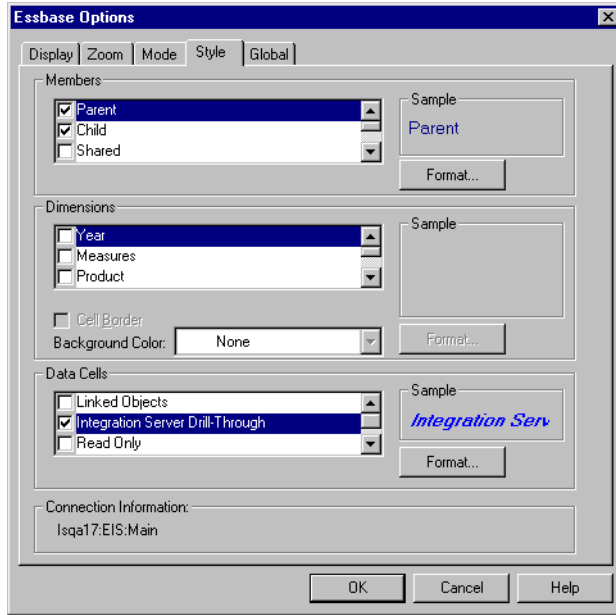 Essbase Options
Display Zoom Mode Style Global
Members
Parent
Child
Shared
Sample
Parent
Format...
Dimensions
Year
Measures
Product
Sample
Cell Border
Background Color: None
Format...
Data Cells
Linked Objects
Integration Server Drill-Through
Read Only
Sample
Integration Serv
Format...
Connection Information:
lsqa17:EIS:Main
OK Cancel Help